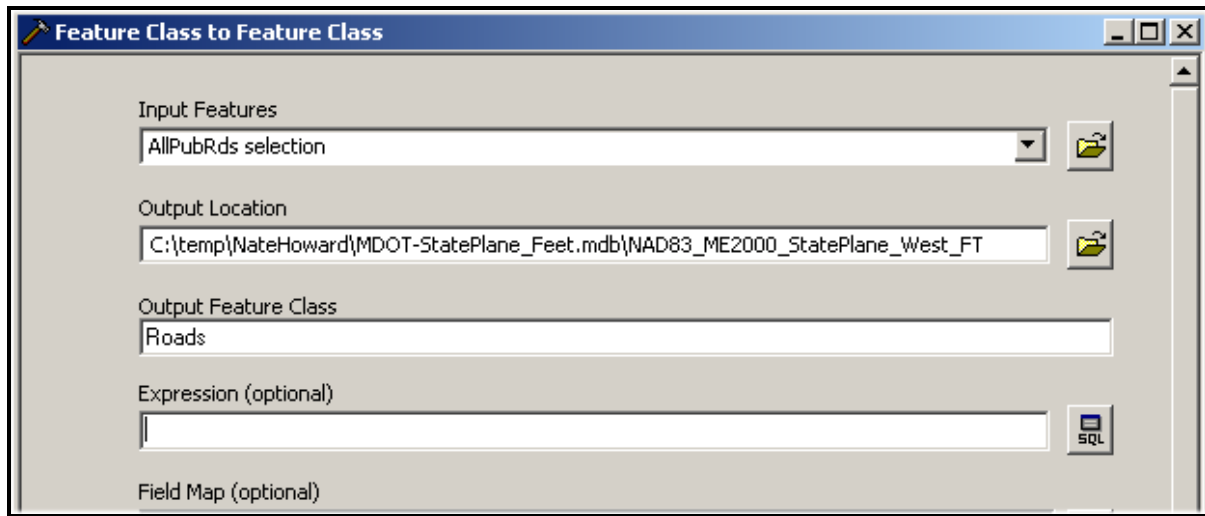 Feature Class to Feature Class
Input Features
AllPubRds selection
Output Location
C:\temp\NateHoward\MDOT-StatePlane_Feet.mdb\NAD83_ME2000_StatePlane_West_FT
Output Feature Class
Roads
Expression (optional)
SQL
Field Map (optional)